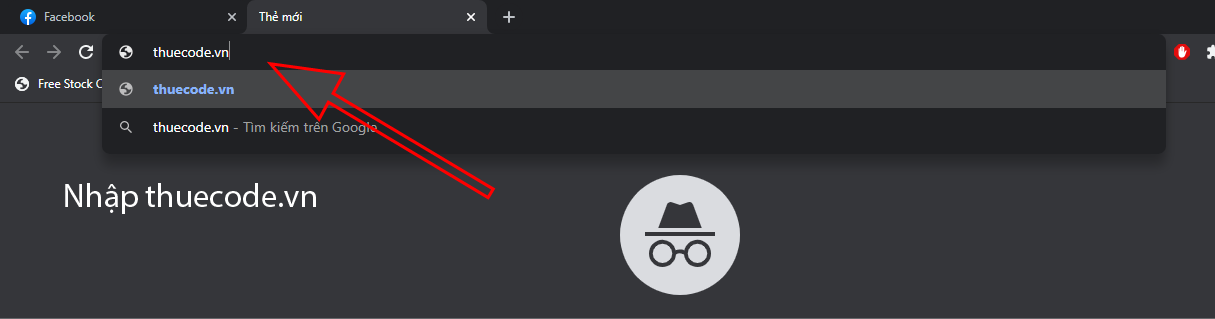 Facebook
Thẻ mới
thuecode.vn
Free Stock C
thuecode.vn
thuecode.vn - Tìm kiếm trên Google
Nhập thuecode.vn